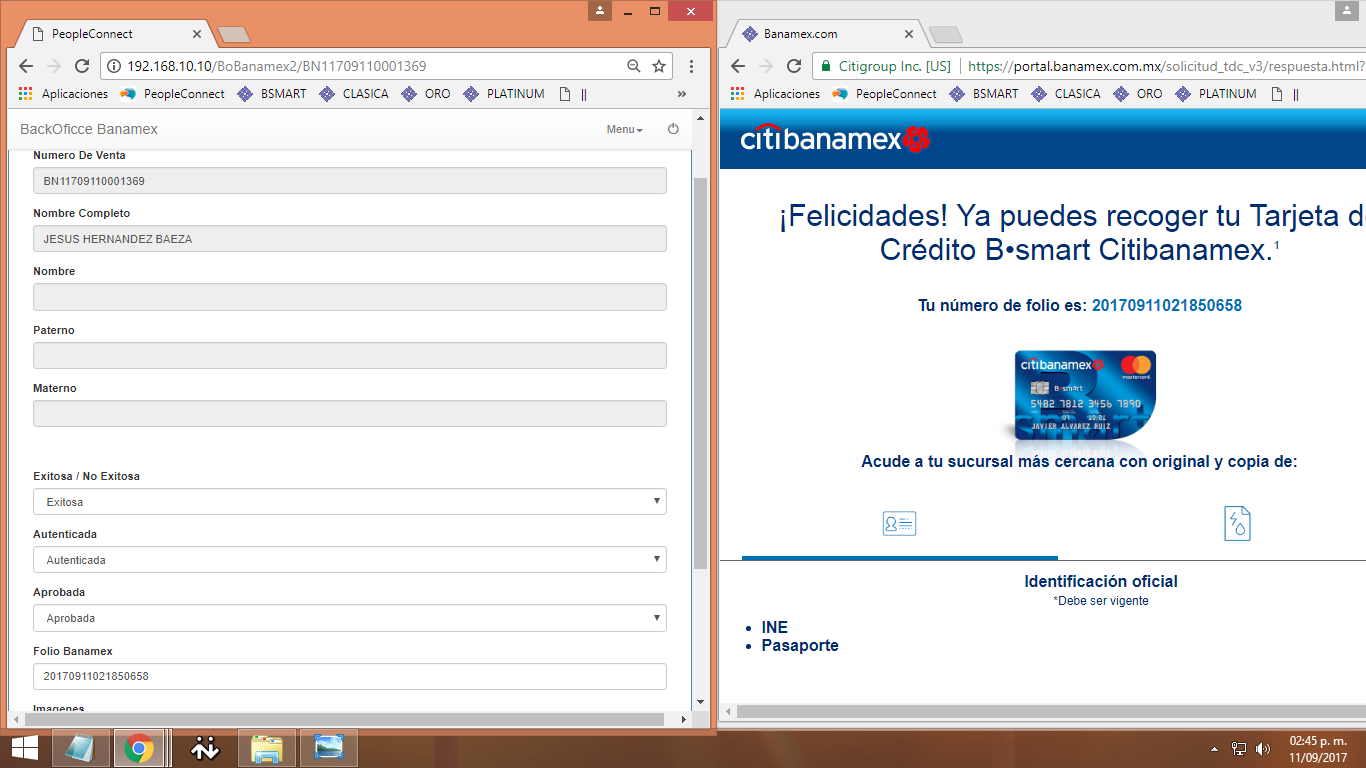 PeopleConnect
192.168.10.10/BoBanamex2/BN11709110001369
Aplicaciones PeopleConnect BSMART CLASICA ORO PLATINUM || »
BackOficce Banamex Menu
Numero De Venta
BN11709110001369
Nombre Completo
JESUS HERNANDEZ BAEZA
Nombre
Paterno
Materno
Exitosa / No Exitosa
Exitosa
Autenticada
Autenticada
Aprobada
Aprobada
Folio Banamex
20170911021850658
Imagenes
Banamex.com
Citigroup Inc. [US] https://portal.banamex.com.mx/solicitud_tdc_v3/respuesta.html?
Aplicaciones PeopleConnect BSMART CLASICA ORO PLATINUM ||
citibanamex
¡Felicidades! Ya puedes recoger tu Tarjeta de
Crédito B•smart Citibanamex.¹
Tu número de folio es: 20170911021850658
citibanamex
mastercard
B•smart
5482 7812 3456 7890
JAVIER ALVAREZ RUIZ
Acude a tu sucursal más cercana con original y copia de:
Identificación oficial
*Debe ser vigente
• INE
• Pasaporte
02:45 p. m.
11/09/2017